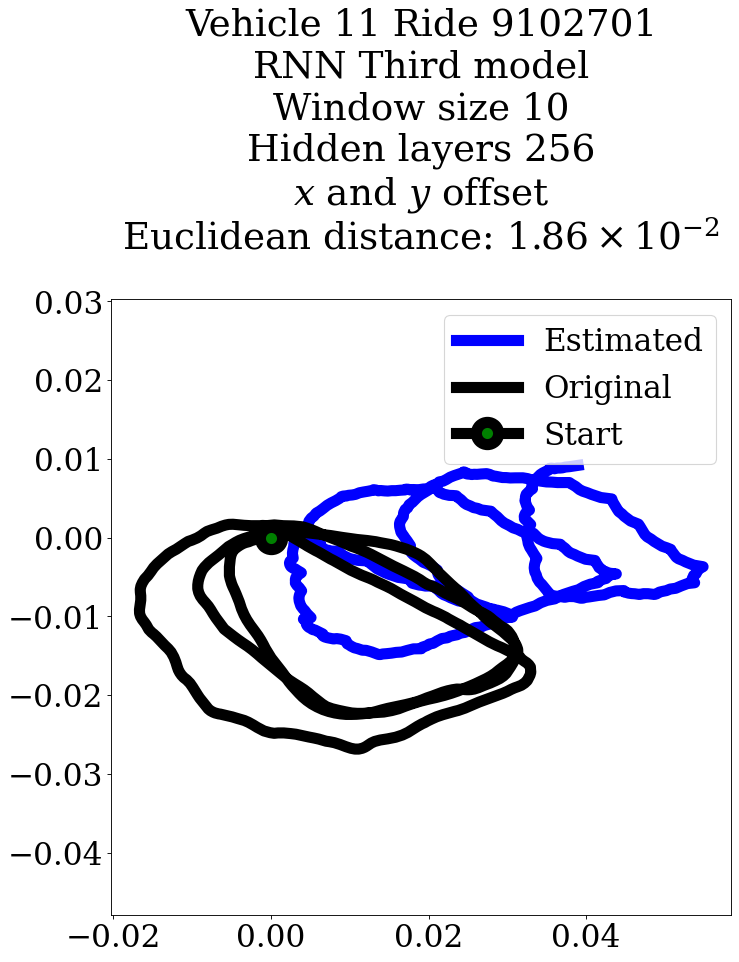 Vehicle 11 Ride 9102701
RNN Third model
Window size 10
Hidden layers 256
x and y offset
Euclidean distance: 1.86 × 10⁻²
0.03
Estimated
0.02
Original
0.01
Start
0.00
−0.01
−0.02
−0.03
−0.04
−0.02 0.00 0.02 0.04